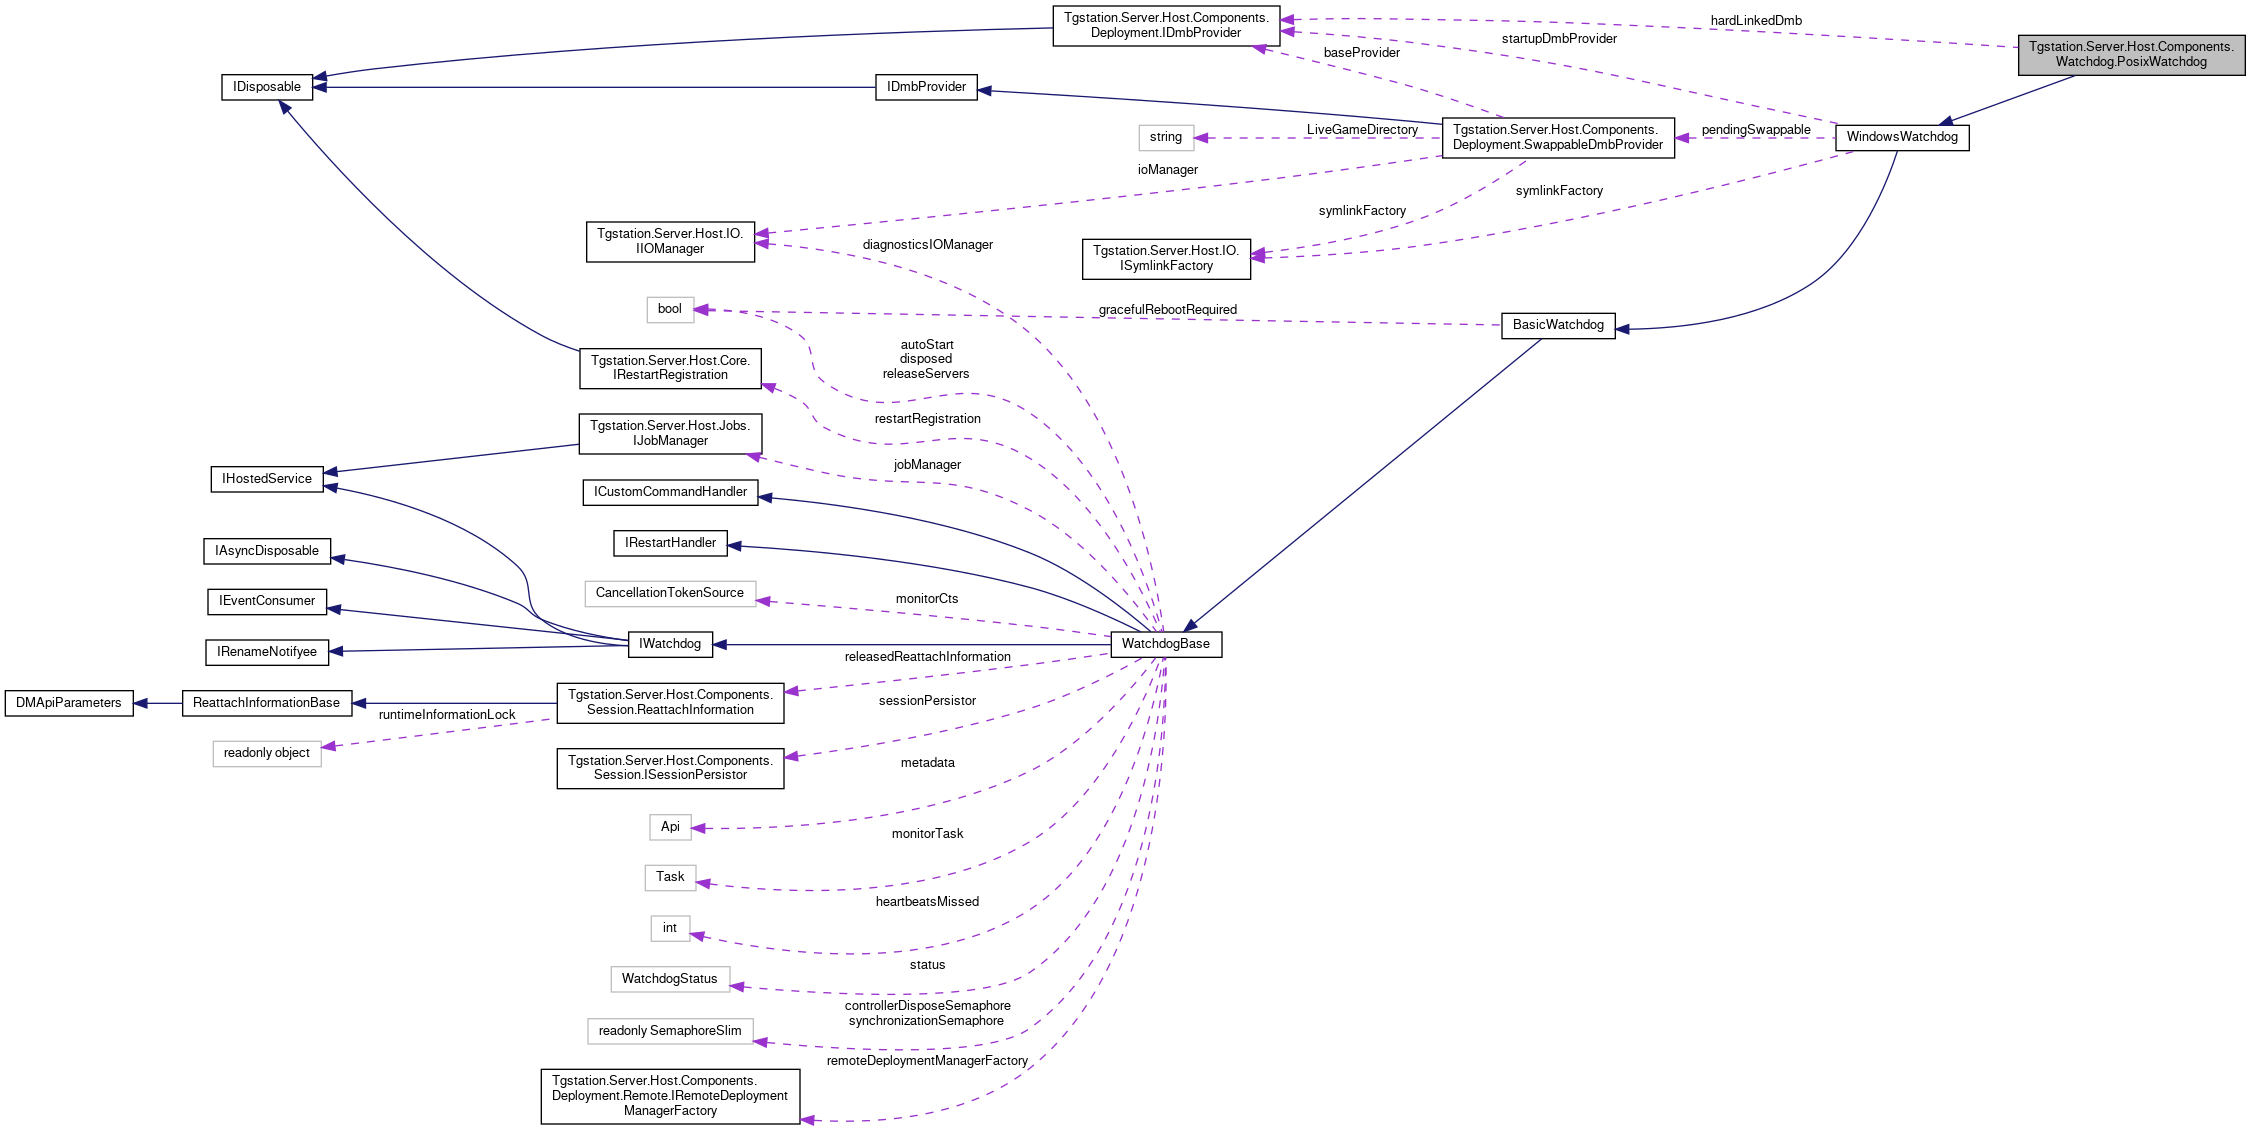 Tgstation.Server.Host.Components.
Deployment.IDmbProvider
hardLinkedDmb
startupDmbProvider
baseProvider
Tgstation.Server.Host.Components.
Watchdog.PosixWatchdog
IDisposable
IDmbProvider
string
LiveGameDirectory
Tgstation.Server.Host.Components.
Deployment.SwappableDmbProvider
pendingSwappable
WindowsWatchdog
ioManager
symlinkFactory
symlinkFactory
Tgstation.Server.Host.IO.
IIOManager
diagnosticsIOManager
Tgstation.Server.Host.IO.
ISymlinkFactory
bool
gracefulRebootRequired
BasicWatchdog
autoStart
disposed
releaseServers
Tgstation.Server.Host.Core.
IRestartRegistration
restartRegistration
Tgstation.Server.Host.Jobs.
IJobManager
jobManager
IHostedService
ICustomCommandHandler
IRestartHandler
IAsyncDisposable
CancellationTokenSource
monitorCts
IEventConsumer
IRenameNotifyee
IWatchdog
WatchdogBase
releasedReattachInformation
DMApiParameters
ReattachInformationBase
Tgstation.Server.Host.Components.
Session.ReattachInformation
sessionPersistor
runtimeInformationLock
readonly object
Tgstation.Server.Host.Components.
Session.ISessionPersistor
metadata
Api
monitorTask
Task
heartbeatsMissed
int
status
WatchdogStatus
controllerDisposeSemaphore
synchronizationSemaphore
readonly SemaphoreSlim
remoteDeploymentManagerFactory
Tgstation.Server.Host.Components.
Deployment.Remote.IRemoteDeployment
ManagerFactory